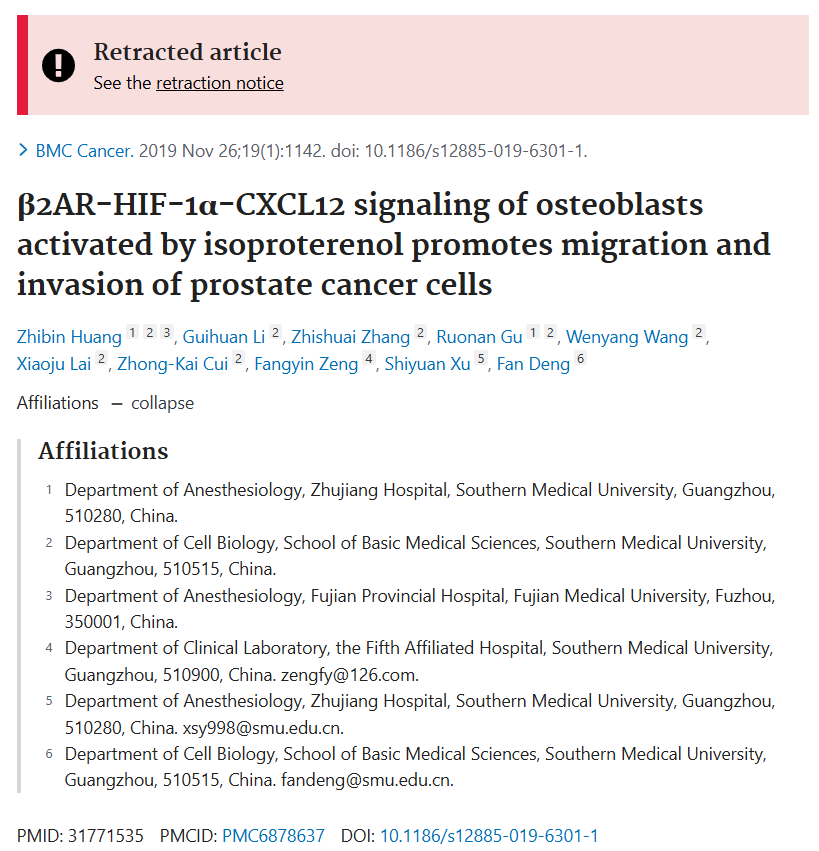 Retracted article
See the retraction notice
BMC Cancer. 2019 Nov 26;19(1):1142. doi: 10.1186/s12885-019-6301-1.
β2AR-HIF-1α-CXCL12 signaling of osteoblasts
activated by isoproterenol promotes migration and
invasion of prostate cancer cells
Zhibin Huang 1 2 3, Guihuan Li 2, Zhishuai Zhang 2, Ruonan Gu 1 2, Wenyang Wang 2,
Xiaoju Lai 2, Zhong-Kai Cui 2, Fangyin Zeng 4, Shiyuan Xu 5, Fan Deng 6
Affiliations – collapse
Affiliations
1 Department of Anesthesiology, Zhujiang Hospital, Southern Medical University, Guangzhou,
510280, China.
2 Department of Cell Biology, School of Basic Medical Sciences, Southern Medical University,
Guangzhou, 510515, China.
3 Department of Anesthesiology, Fujian Provincial Hospital, Fujian Medical University, Fuzhou,
350001, China.
4 Department of Clinical Laboratory, the Fifth Affiliated Hospital, Southern Medical University,
Guangzhou, 510900, China. zengfy@126.com.
5 Department of Anesthesiology, Zhujiang Hospital, Southern Medical University, Guangzhou,
510280, China. xsy998@smu.edu.cn.
6 Department of Cell Biology, School of Basic Medical Sciences, Southern Medical University,
Guangzhou, 510515, China. fandeng@smu.edu.cn.
PMID: 31771535 PMCID: PMC6878637 DOI: 10.1186/s12885-019-6301-1